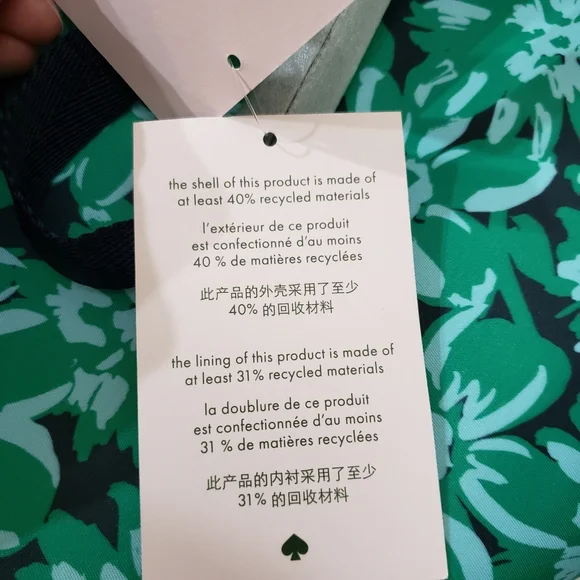 the shell of this product is made of
at least 40% recycled materials
l'extérieur de ce produit
est confectionné d'au moins
40 % de matières recyclées
此产品的外壳采用了至少
40% 的回收材料
the lining of this product is made of
at least 31% recycled materials
la doublure de ce produit
est confectionnée d'au moins
31 % de matières recyclées
此产品的内衬采用了至少
31% 的回收材料